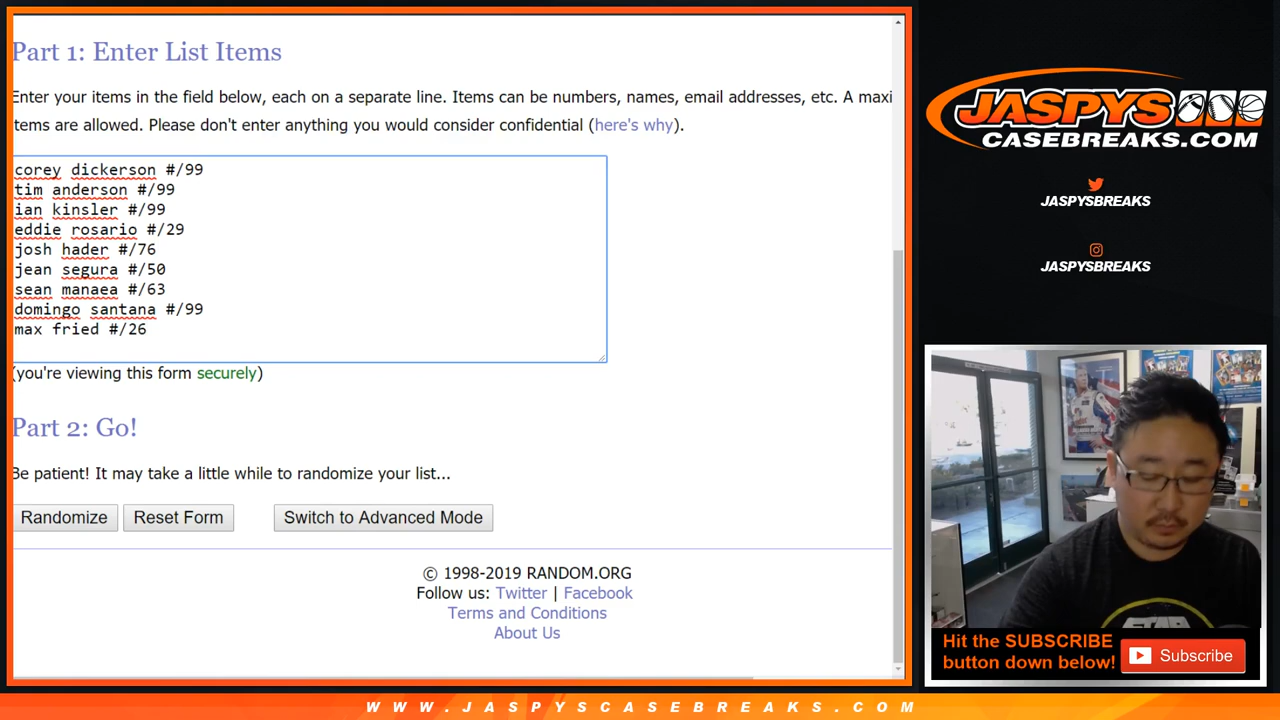 Part 1: Enter List Items
Enter your items in the field below, each on a separate line. Items can be numbers, names, email addresses, etc. A maxi
items are allowed. Please don't enter anything you would consider confidential (here's why).
corey dickerson #/99
tim anderson #/99
ian kinsler #/99
eddie rosario #/29
josh hader #/76
jean segura #/50
sean manaea #/63
domingo santana #/99
max fried #/26
(you're viewing this form securely)
Part 2: Go!
Be patient! It may take a little while to randomize your list...
Randomize
Reset Form
Switch to Advanced Mode
© 1998-2019 RANDOM.ORG
Follow us: Twitter | Facebook
Terms and Conditions
About Us
JASPYS
CASEBREAKS.COM
JASPYSBREAKS
JASPYSBREAKS
Hit the SUBSCRIBE
button down below!
Subscribe
WWW.JASPYSCASEBREAKS.COM